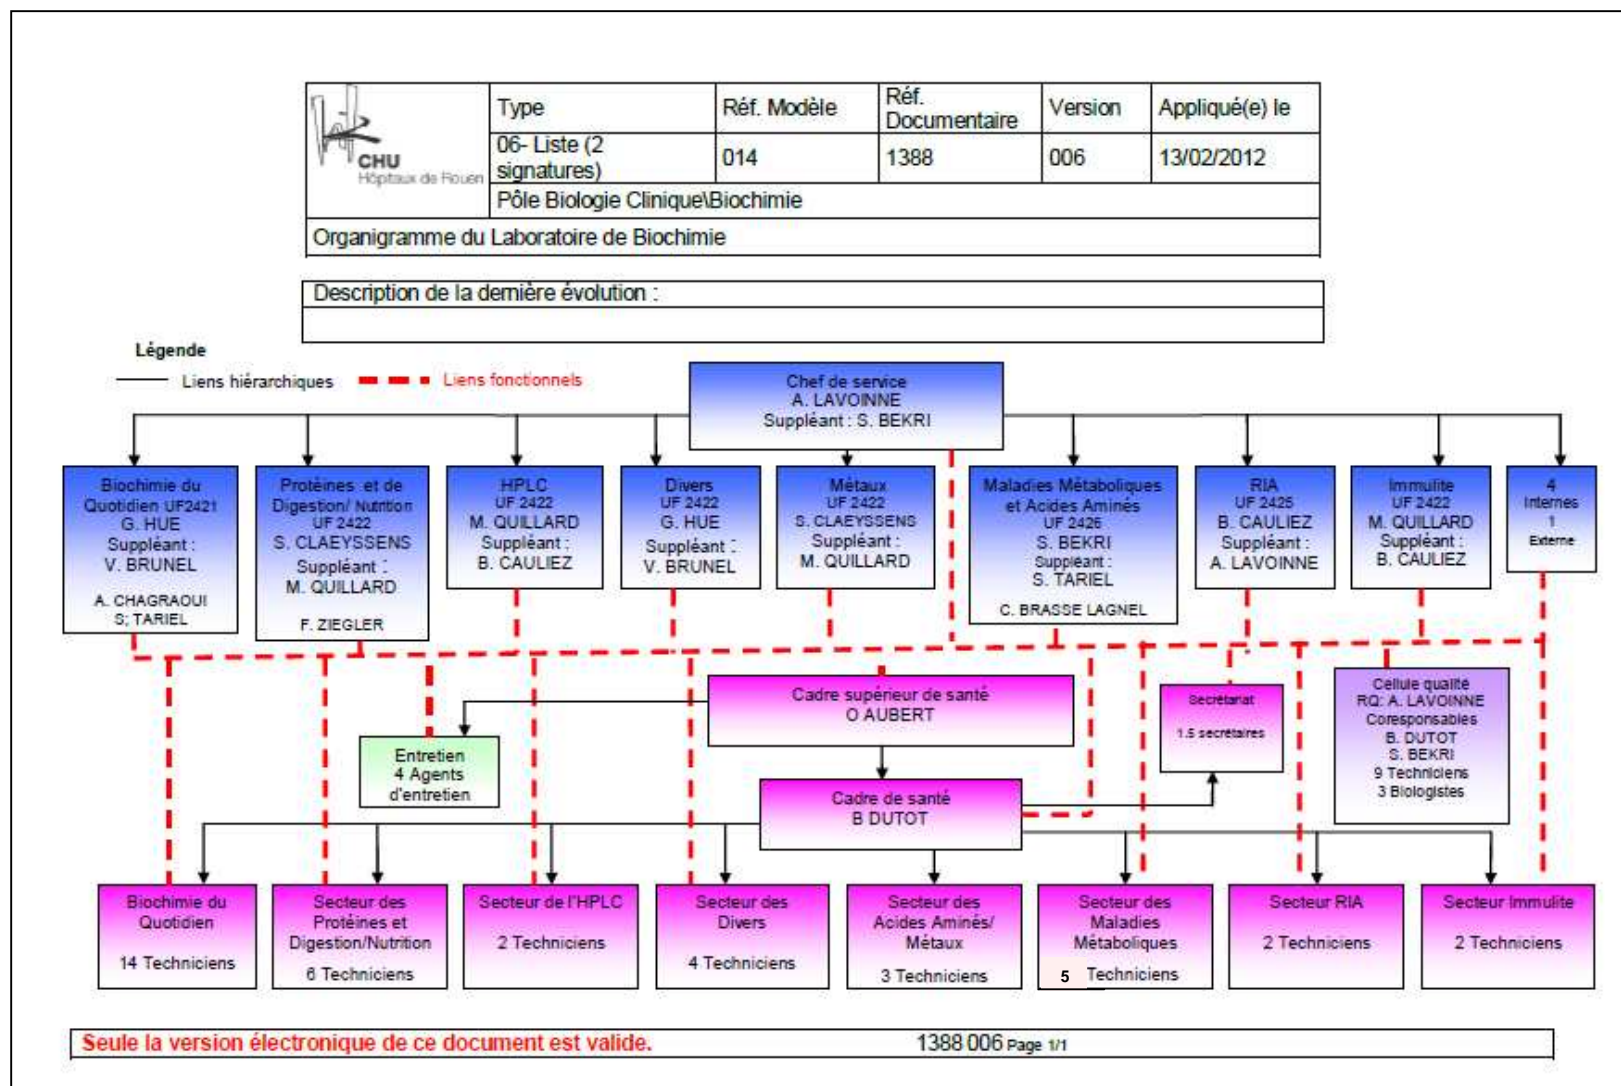 CHU
Hôpitaux de Rouen
Type
Réf. Modèle
Réf. Documentaire
Version
Appliqué(e) le
06- Liste (2 signatures)
014
1388
006
13/02/2012
Pôle Biologie Clinique\Biochimie
Organigramme du Laboratoire de Biochimie
Description de la dernière évolution :
Légende
Liens hiérarchiques
Liens fonctionnels
Chef de service
A. LAVOINNE
Suppléant : S. BEKRI
Biochimie du
Quotidien UF2421
G. HUE
Suppléant :
V. BRUNEL
A. CHAGRAOUI
S; TARIEL
Protéines et de
Digestion/ Nutrition
UF 2422
S. CLAEYSSENS
Suppléant :
M. QUILLARD
F. ZIEGLER
HPLC
UF 2422
M. QUILLARD
Suppléant :
B. CAULIEZ
Divers
UF 2422
G. HUE
Suppléant :
V. BRUNEL
Métaux
UF 2422
S. CLAEYSSENS
Suppléant :
M. QUILLARD
Maladies Métaboliques
et Acides Aminés
UF 2426
S. BEKRI
Suppléant :
S. TARIEL
C. BRASSE LAGNEL
RIA
UF 2425
B. CAULIEZ
Suppléant :
A. LAVOINNE
Immulite
UF 2422
M. QUILLARD
Suppléant :
B. CAULIEZ
4
Internes
1
Externe
Cadre supérieur de santé
O AUBERT
Secrétariat
1.5 secrétaires
Cellule qualité
RQ: A. LAVOINNE
Coresponsables
B. DUTOT
S. BEKRI
9 Techniciens
3 Biologistes
Entretien
4 Agents
d'entretien
Cadre de santé
B DUTOT
Biochimie du
Quotidien
14 Techniciens
Secteur des
Protéines et
Digestion/Nutrition
6 Techniciens
Secteur de l'HPLC
2 Techniciens
Secteur des
Divers
4 Techniciens
Secteur des
Acides Aminés/
Métaux
3 Techniciens
Secteur des
Maladies
Métaboliques
5 Techniciens
Secteur RIA
2 Techniciens
Secteur Immulite
2 Techniciens
Seule la version électronique de ce document est valide.
1388 006 Page 1/1